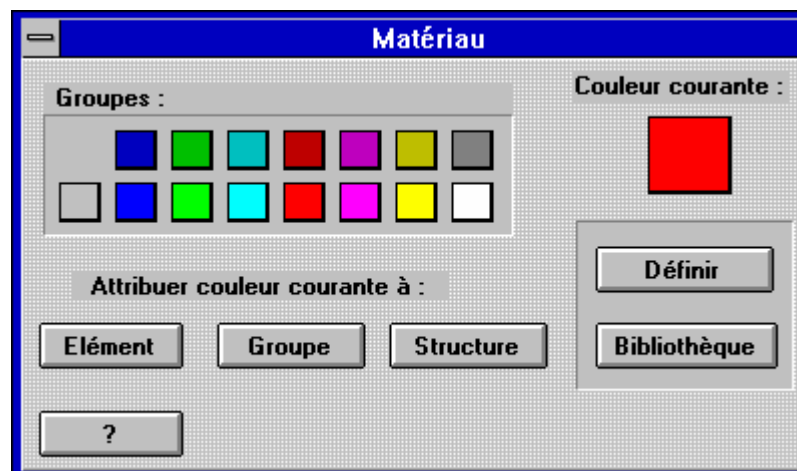 Matériau
Groupes :
Couleur courante :
Attribuer couleur courante à :
Définir
Elément
Groupe
Structure
Bibliothèque
?